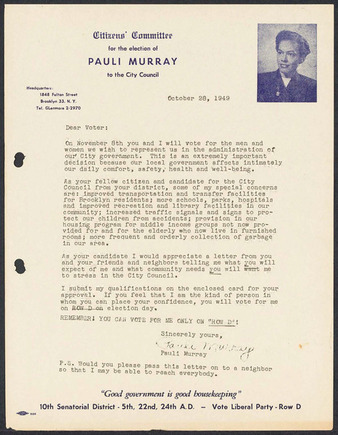 Citizens' Committee
for the election of
PAULI MURRAY
to the City Council
Headquarters:
1848 Fulton Street
Brooklyn 33, N. Y.
Tel. GLenmore 2-2970
October 28, 1949
Dear Voter:
On November 8th you and I will vote for the men and
women we wish to represent us in the administration of
our City government. This is an extremely important
decision because our local government affects intimately
our daily comfort, safety, health and well-being.
As your fellow citizen and candidate for the City
Council from your district, some of my special concerns
are: improved transportation and transfer facilities
for Brooklyn residents; more schools, parks, hospitals
and improved recreation and library facilities in our
community; increased traffic signals and signs to pro-
tect our children from accidents; provision in our
housing program for middle income groups not now pro-
vided for and for the elderly who now live in furnished
rooms; more frequent and orderly collection of garbage
in our area.
As your candidate I would appreciate a letter from you
and your friends and neighbors telling me what you will
expect of me and what community needs you will want me
to stress in the City Council.
I submit my qualifications on the enclosed card for your
approval. If you feel that I am the kind of person in
whom you can place your confidence, you will vote for me
on ROW D on election day.
REMEMBER: YOU CAN VOTE FOR ME ONLY ON "ROW D"!
Sincerely yours,
Pauli Murray
Pauli Murray
P.S. Would you please pass this letter on to a neighbor
so that I may be able to reach everybody.
"Good government is good housekeeping"
10th Senatorial District - 5th, 22nd, 24th A.D. – Vote Liberal Party - Row D